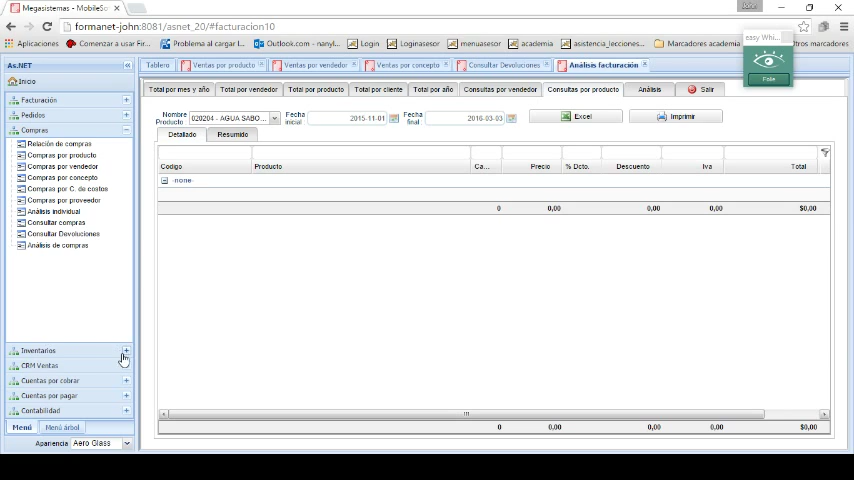 Megasistemas - MobileSo
Babel
formanet-john:8081/asnet_20/#facturacion10
Aplicaciones Comenzar a usar Fir... Problema al cargar l... Outlook.com - nanyl... Login Loginasesor menuasesor academia asistencia_lecciones... Marcadores academia Otros marcadores
easy Whi...
Pole
As.NET
Inicio
Facturación
Pedidos
Compras
Relación de compras
Compras por producto
Compras por vendedor
Compras por concepto
Compras por C. de costos
Compras por proveedor
Análisis individual
Consultar compras
Consultar Devoluciones
Análisis de compras
Inventarios
CRM Ventas
Cuentas por cobrar
Cuentas por pagar
Contabilidad
Menú Menú árbol
Apariencia Aero Glass
Tablero Ventas por producto Ventas por vendedor Ventas por concepto Consultar Devoluciones Análisis facturación
Total por mes y año Total por vendedor Total por producto Total por cliente Total por año Consultas por vendedor Consultas por producto Análisis Salir
Nombre Producto 020204 - AGUA SABO... Fecha inicial 2015-11-01 Fecha final 2016-03-03 Excel Imprimir
Detallado Resumido
Codigo Producto Ca... Precio % Dcto. Descuento Iva Total
-none-
0 0,00 0,00 0,00 $0,00
0 0,00 0,00 0,00 $0,00